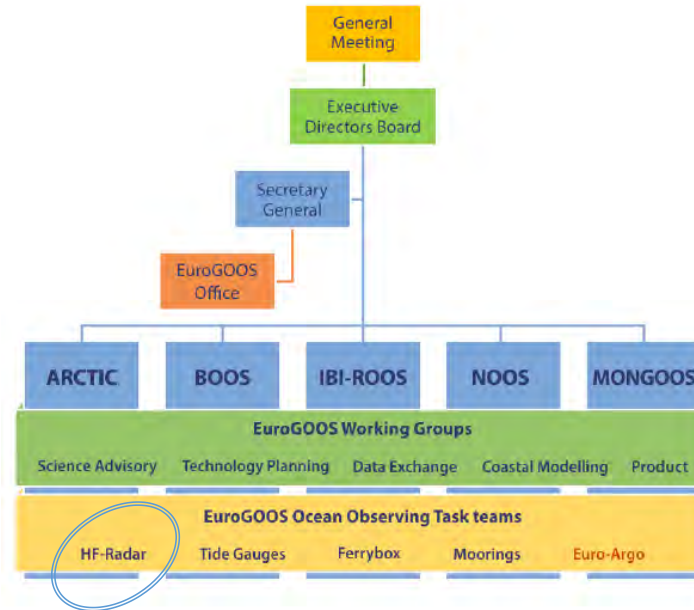 General
Meeting
Executive
Directors Board
Secretary
General
EuroGOOS
Office
ARCTIC BOOS IBI-ROOS NOOS MONGOOS
EuroGOOS Working Groups
Science Advisory Technology Planning Data Exchange Coastal Modelling Product
EuroGOOS Ocean Observing Task teams
HF-Radar Tide Gauges Ferrybox Moorings Euro-Argo